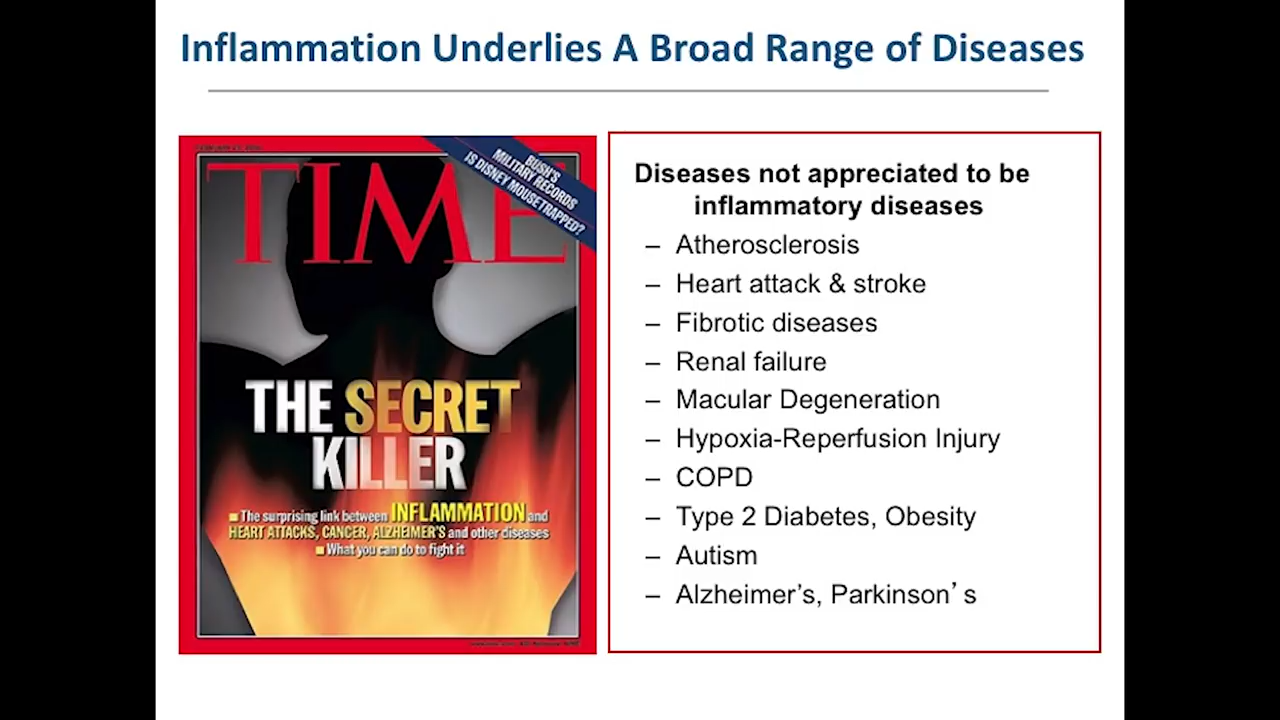 Inflammation Underlies A Broad Range of Diseases
TIME
BUSH'S
MILITARY RECORDS
IS DISNEY MOUSETRAPPED?
THE SECRET
KILLER
■ The surprising link between INFLAMMATION and
HEART ATTACKS, CANCER, ALZHEIMER'S and other diseases
■ What you can do to fight it
Diseases not appreciated to be
inflammatory diseases
– Atherosclerosis
– Heart attack & stroke
– Fibrotic diseases
– Renal failure
– Macular Degeneration
– Hypoxia-Reperfusion Injury
– COPD
– Type 2 Diabetes, Obesity
– Autism
– Alzheimer’s, Parkinson’s